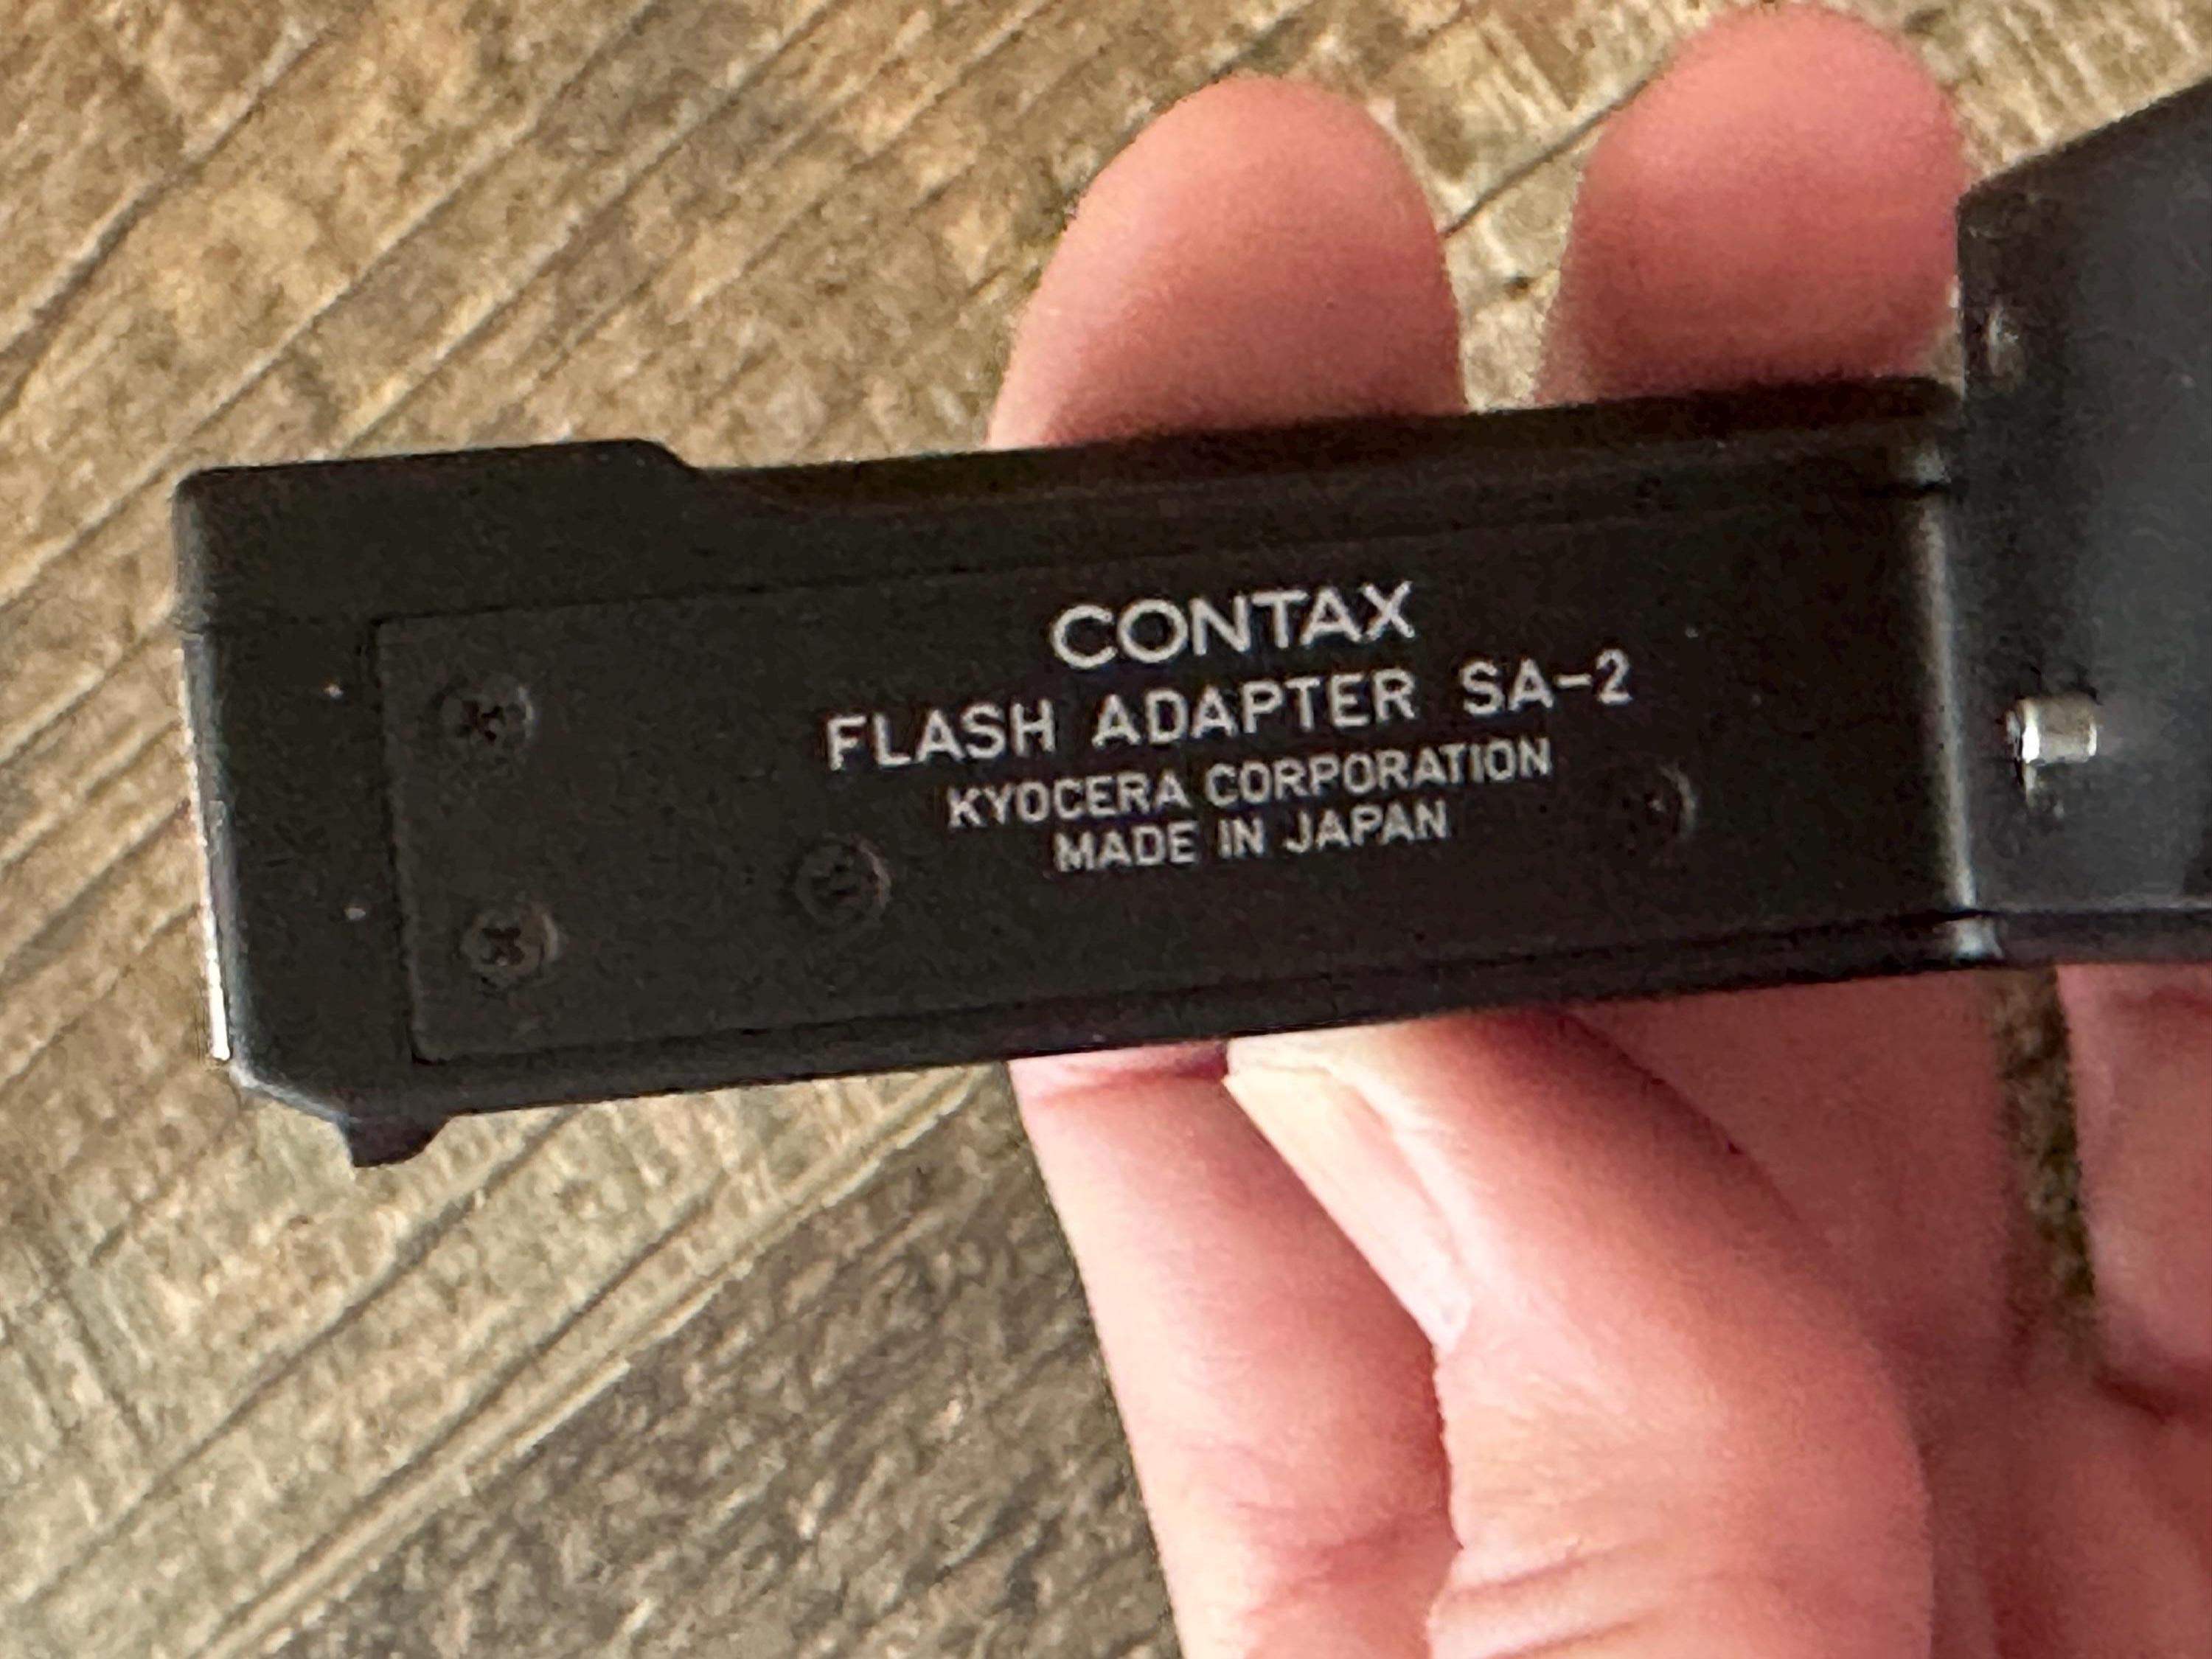 CONTAX
FLASH ADAPTER SA-2
KYOCERA CORPORATION
MADE IN JAPAN